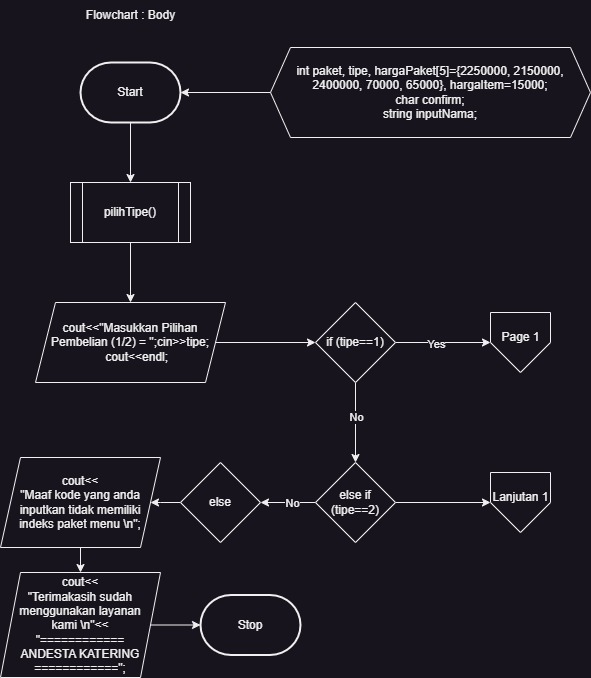 Flowchart : Body
Start
int paket, tipe, hargaPaket[5]={2250000, 2150000,
2400000, 70000, 65000}, hargaItem=15000;
char confirm;
string inputNama;
pilihTipe()
cout<<"Masukkan Pilihan
Pembelian (1/2) = ";cin>>tipe;
cout<<endl;
if (tipe==1)
Yes
Page 1
No
cout<<
"Maaf kode yang anda
inputkan tidak memiliki
indeks paket menu \n";
else
No
else if
(tipe==2)
Lanjutan 1
cout<<
"Terimakasih sudah
menggunakan layanan
kami \n"<<
"============
ANDESTA KATERING
============";
Stop